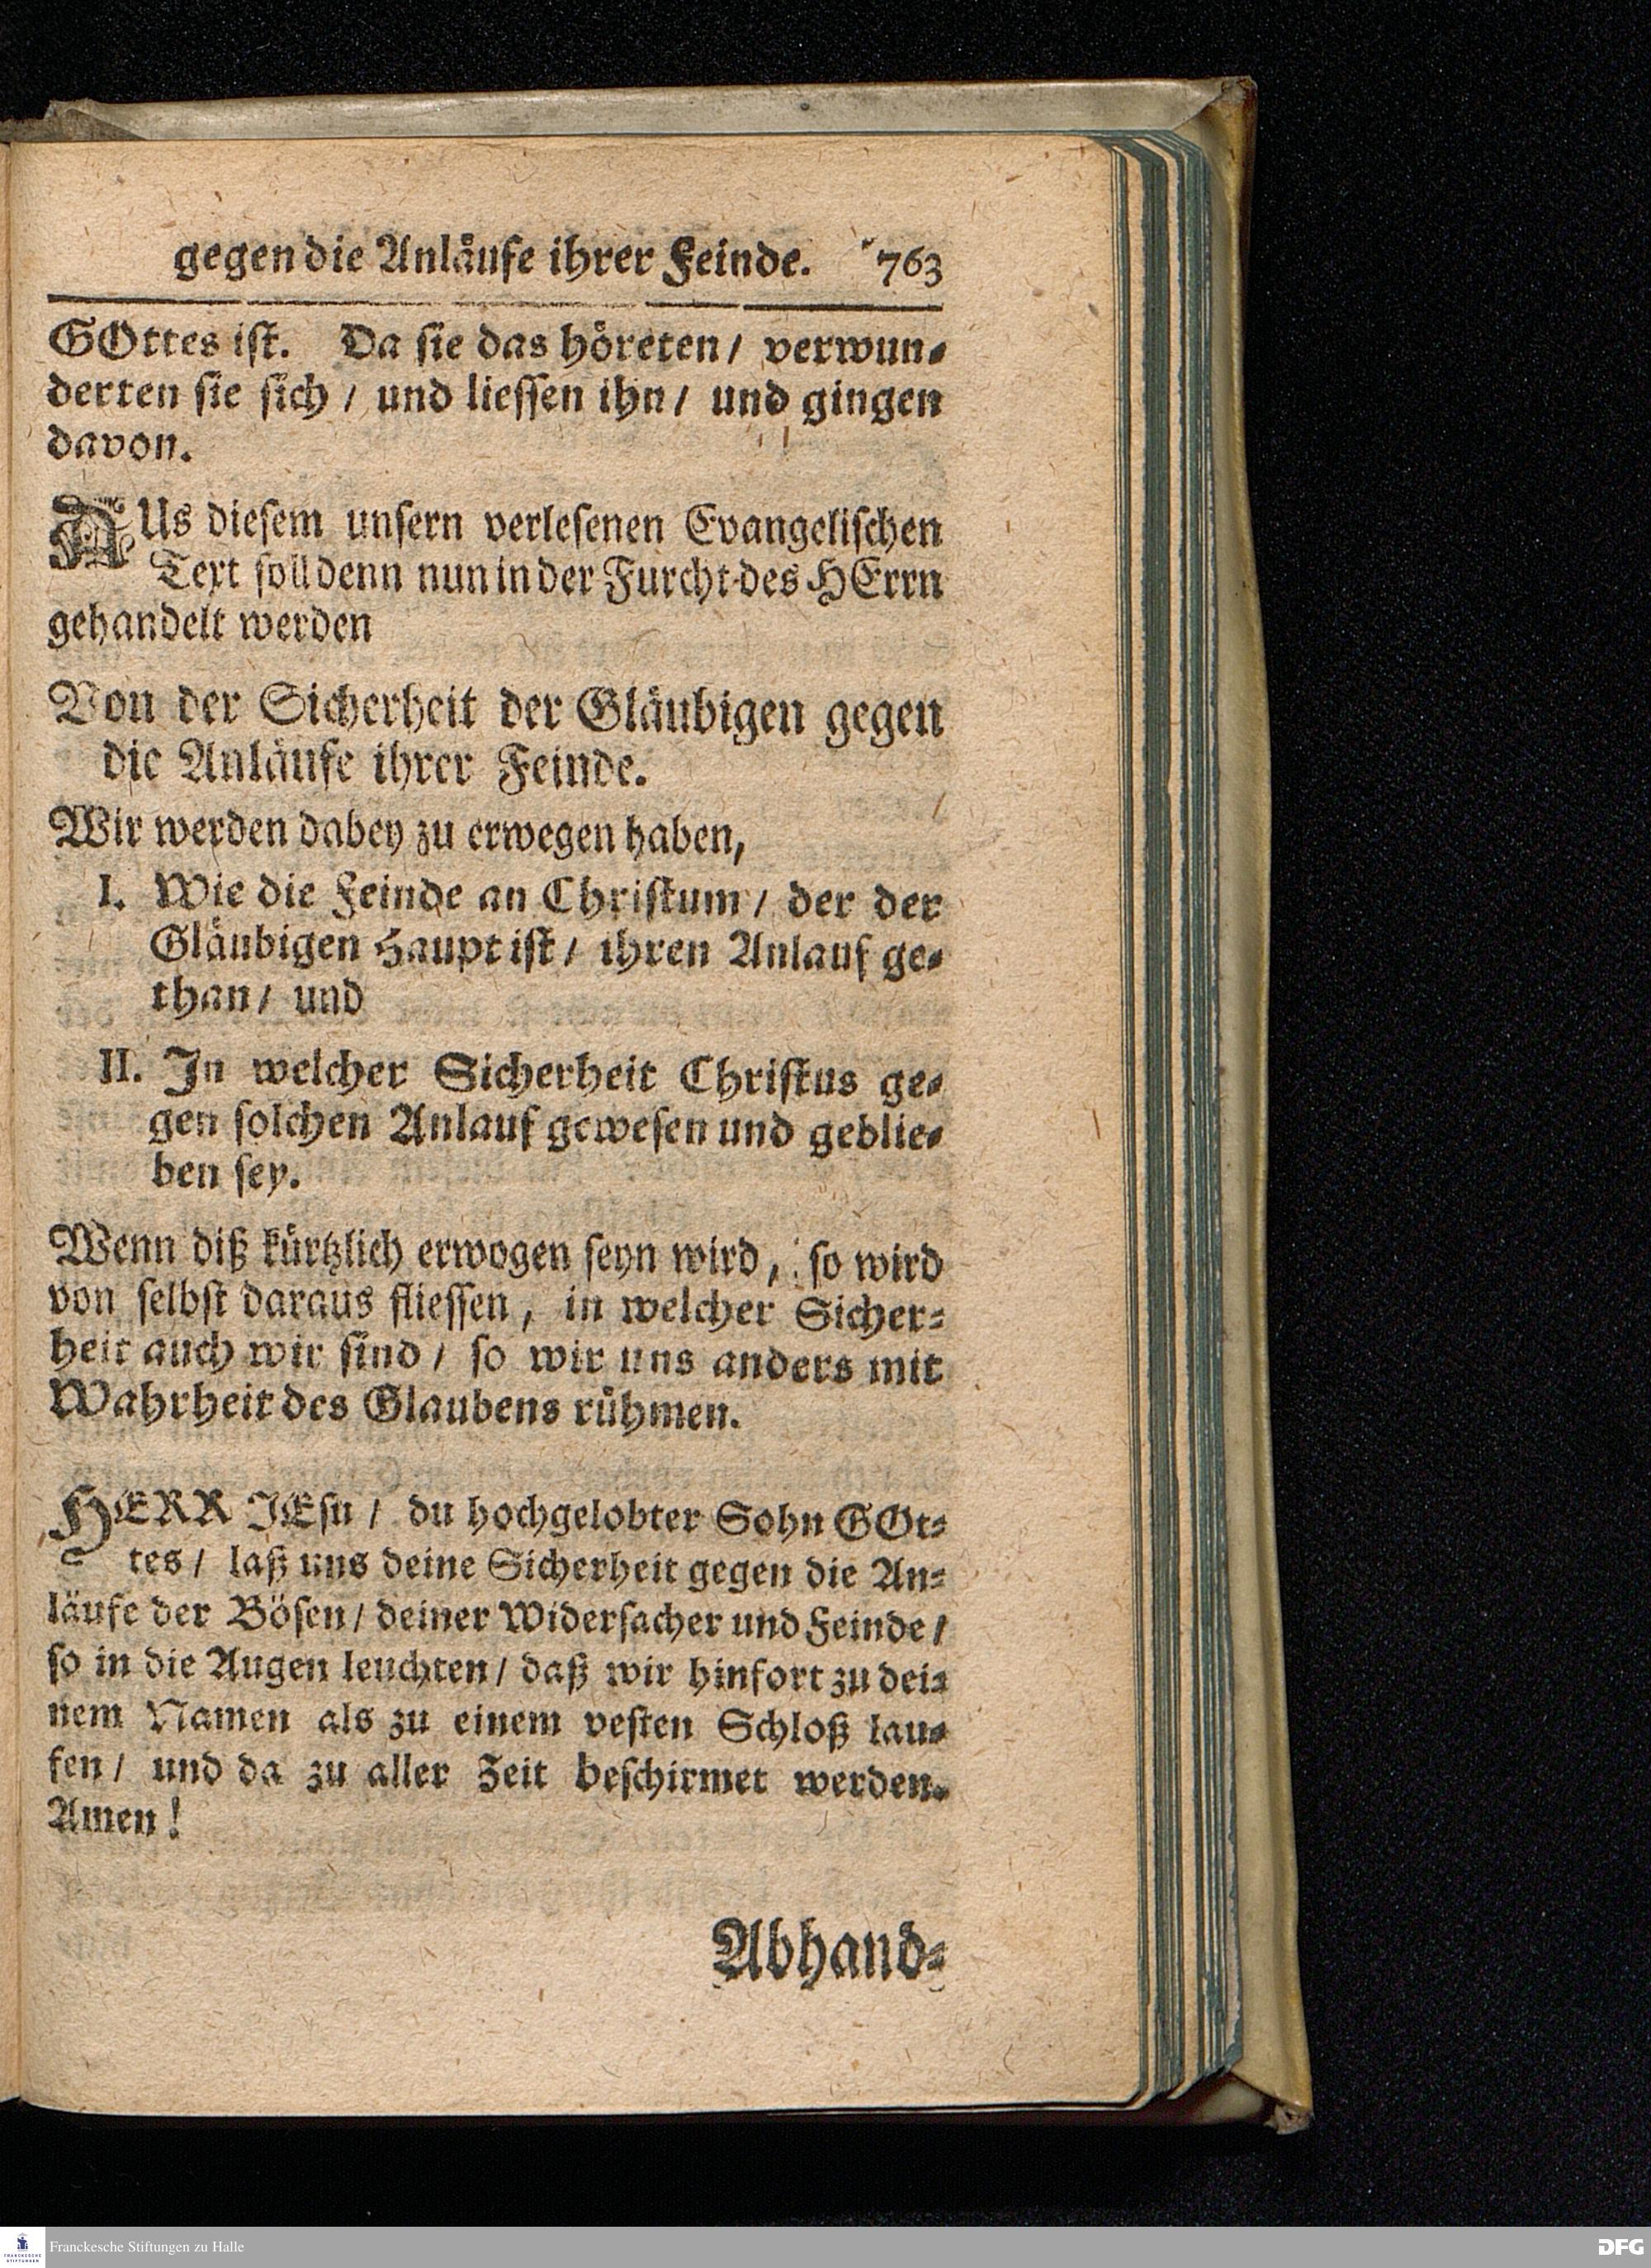 gegen die Anläufe ihrer Feinde. 763
GOttes ist. Da sie das höreten/ verwun-
derten sie sich/ und liessen ihn/ und gingen
davon.
AUs diesem unsern verlesenen Evangelischen
Text soll denn nun in der Furcht des HErrn
gehandelt werden
Von der Sicherheit der Gläubigen gegen
die Anläufe ihrer Feinde.
Wir werden dabey zu erwegen haben,
I. Wie die Feinde an Christum/ der der
Gläubigen Haupt ist/ ihren Anlauf ge-
than/ und
II. In welcher Sicherheit Christus ge-
gen solchen Anlauf gewesen und geblie-
ben sey.
Wenn diß kürtzlich erwogen seyn wird, so wird
von selbst daraus fliessen, in welcher Sicher-
heit auch wir sind/ so wir uns anders mit
Wahrheit des Glaubens rühmen.
HERR JEsu/ du hochgelobter Sohn GOt-
tes/ laß uns deine Sicherheit gegen die An-
läufe der Bösen/ deiner Widersacher und Feinde/
so in die Augen leuchten/ daß wir hinfort zu dei-
nem Namen als zu einem vesten Schloß lau-
fen/ und da zu aller Zeit beschirmet werden.
Amen!
Abhand-
FRANCKESCHE
STIFTUNGEN
Franckesche Stiftungen zu Halle
DFG